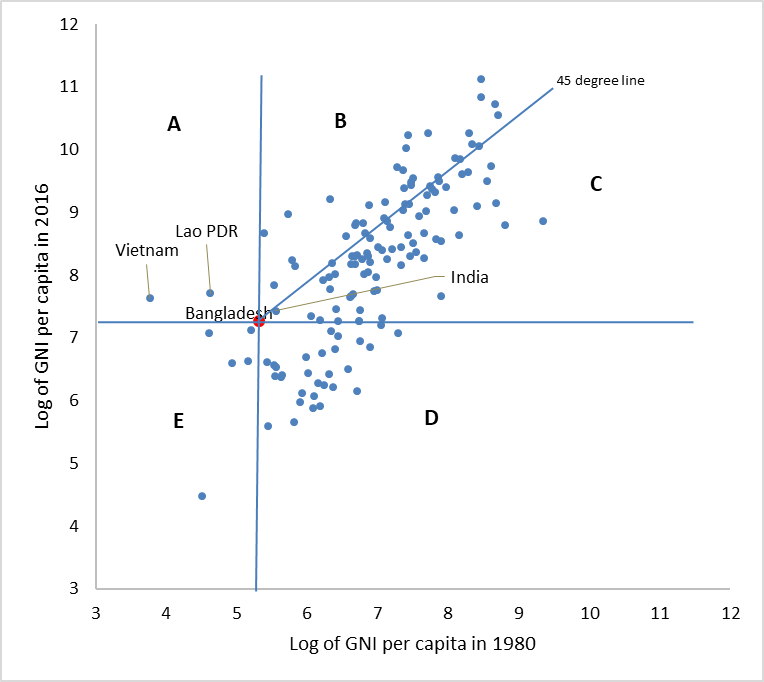 12
11
10
9
8
7
6
5
4
3
3 4 5 6 7 8 9 10 11 12
Log of GNI per capita in 2016
Log of GNI per capita in 1980
45 degree line
A
B
C
Lao PDR
Vietnam
India
Bangladesh
E
D